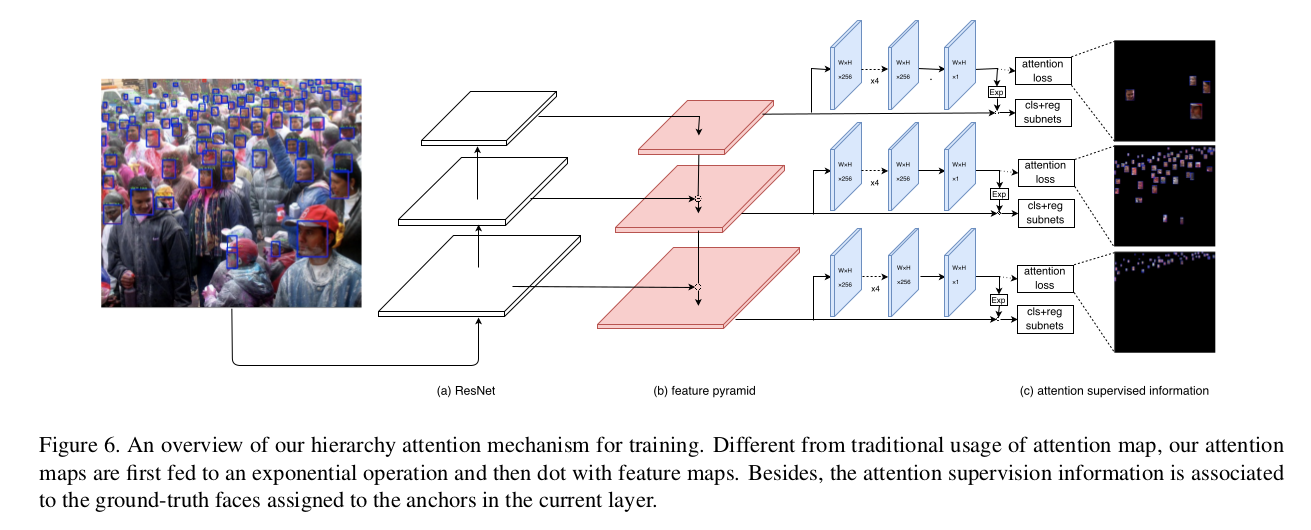 W×H
×256
x4
W×H
×256
W×H
×1
attention
loss
Exp
cls+reg
subnets
W×H
×256
x4
W×H
×256
W×H
×1
attention
loss
Exp
cls+reg
subnets
W×H
×256
x4
W×H
×256
W×H
×1
attention
loss
Exp
cls+reg
subnets
(a) ResNet
(b) feature pyramid
(c) attention supervised information
Figure 6. An overview of our hierarchy attention mechanism for training. Different from traditional usage of attention map, our attention
maps are first fed to an exponential operation and then dot with feature maps. Besides, the attention supervision information is associated
to the ground-truth faces assigned to the anchors in the current layer.